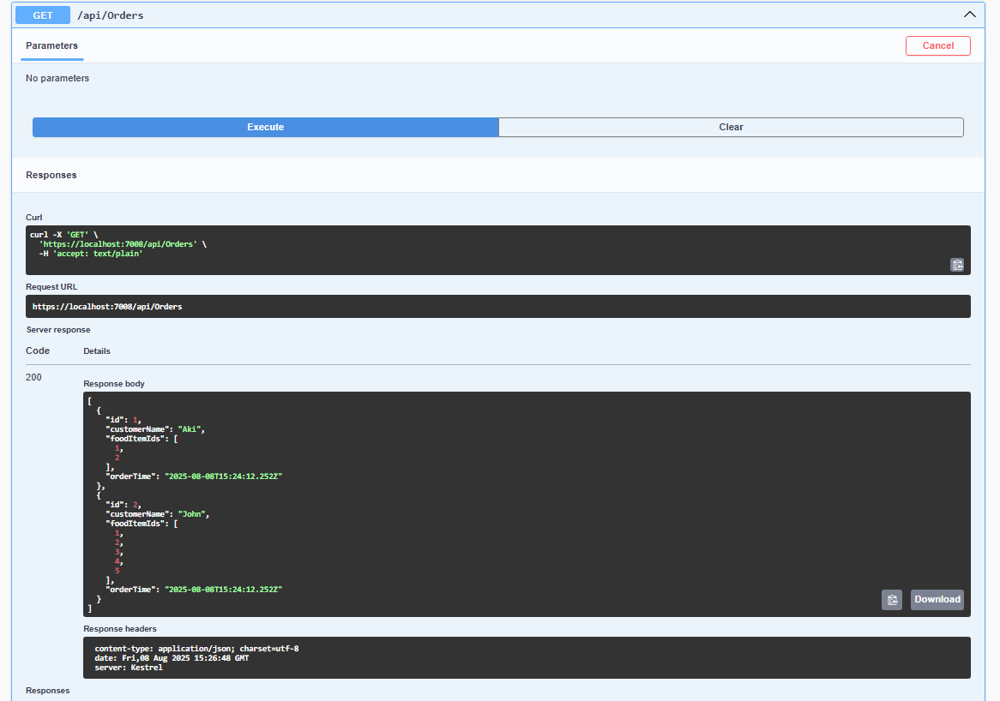 GET /api/Orders
Parameters
Cancel
No parameters
Execute
Clear
Responses
Curl
curl -X 'GET' \
  'https://localhost:7008/api/Orders' \
  -H 'accept: text/plain'
Request URL
https://localhost:7008/api/Orders
Server response
Code Details
200
Response body
[
  {
    "id": 1,
    "customerName": "Aki",
    "foodItemIds": [
      1,
      2
    ],
    "orderTime": "2025-08-08T15:24:12.252Z"
  },
  {
    "id": 2,
    "customerName": "John",
    "foodItemIds": [
      1,
      2,
      3,
      4,
      5
    ],
    "orderTime": "2025-08-08T15:24:12.252Z"
  }
]
Download
Response headers
content-type: application/json; charset=utf-8
date: Fri,08 Aug 2025 15:26:48 GMT
server: Kestrel
Responses